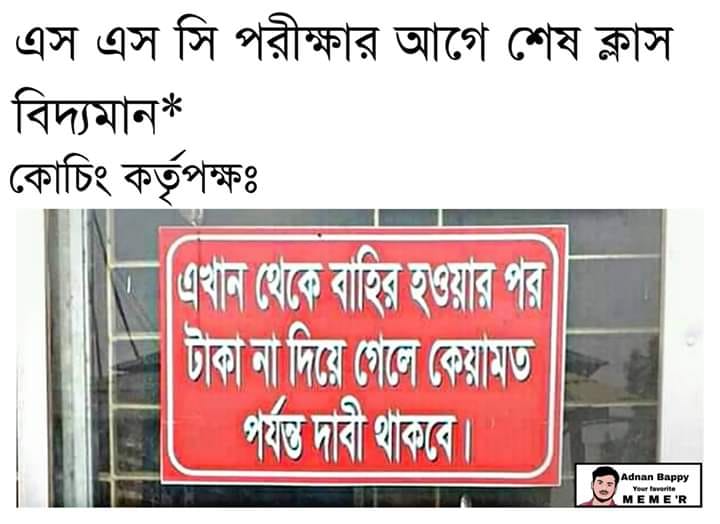 এস এস সি পরীক্ষার আগে শেষ ক্লাস
বিদ্যমান*
কোচিং কর্তৃপক্ষঃ
এখান থেকে বাহির হওয়ার পর
টাকা না দিয়ে গেলে কেয়ামত
পর্যন্ত দাবী থাকবে।
Adnan Bappy
Your favorite
MEME'R